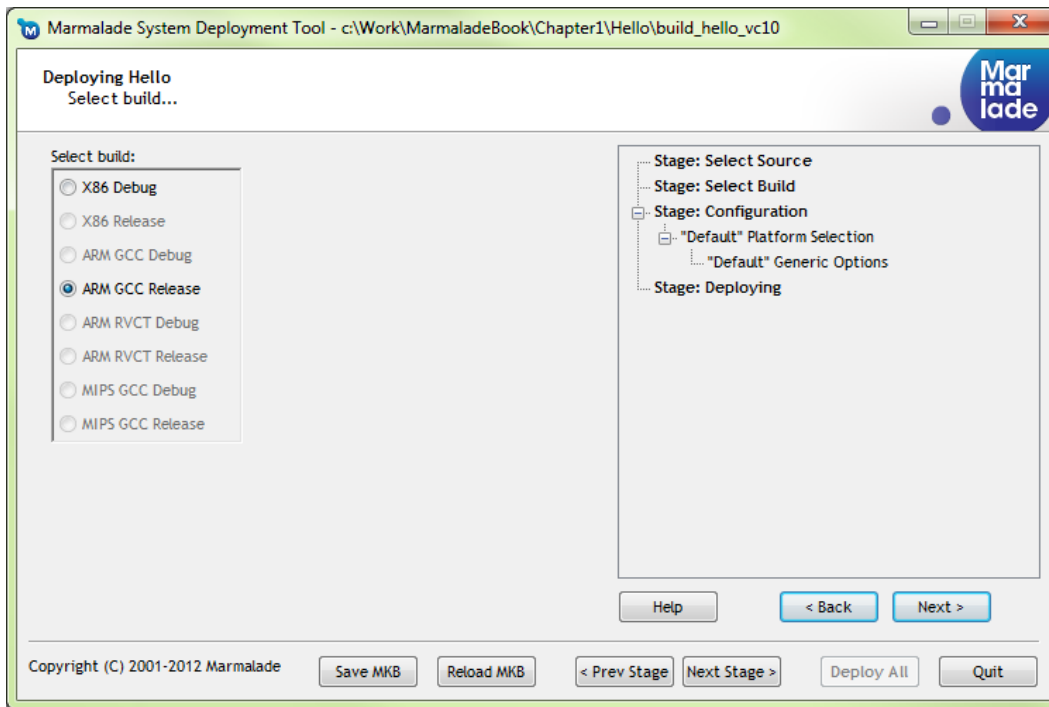 Marmalade System Deployment Tool - c:\Work\MarmaladeBook\Chapter1\Hello\build_hello_vc10
Deploying Hello
Select build...
Mar
ma
lade
Select build:
X86 Debug
X86 Release
ARM GCC Debug
ARM GCC Release
ARM RVCT Debug
ARM RVCT Release
MIPS GCC Debug
MIPS GCC Release
Stage: Select Source
Stage: Select Build
Stage: Configuration
"Default" Platform Selection
"Default" Generic Options
Stage: Deploying
Help
< Back
Next >
Copyright (C) 2001-2012 Marmalade
Save MKB
Reload MKB
< Prev Stage
Next Stage >
Deploy All
Quit